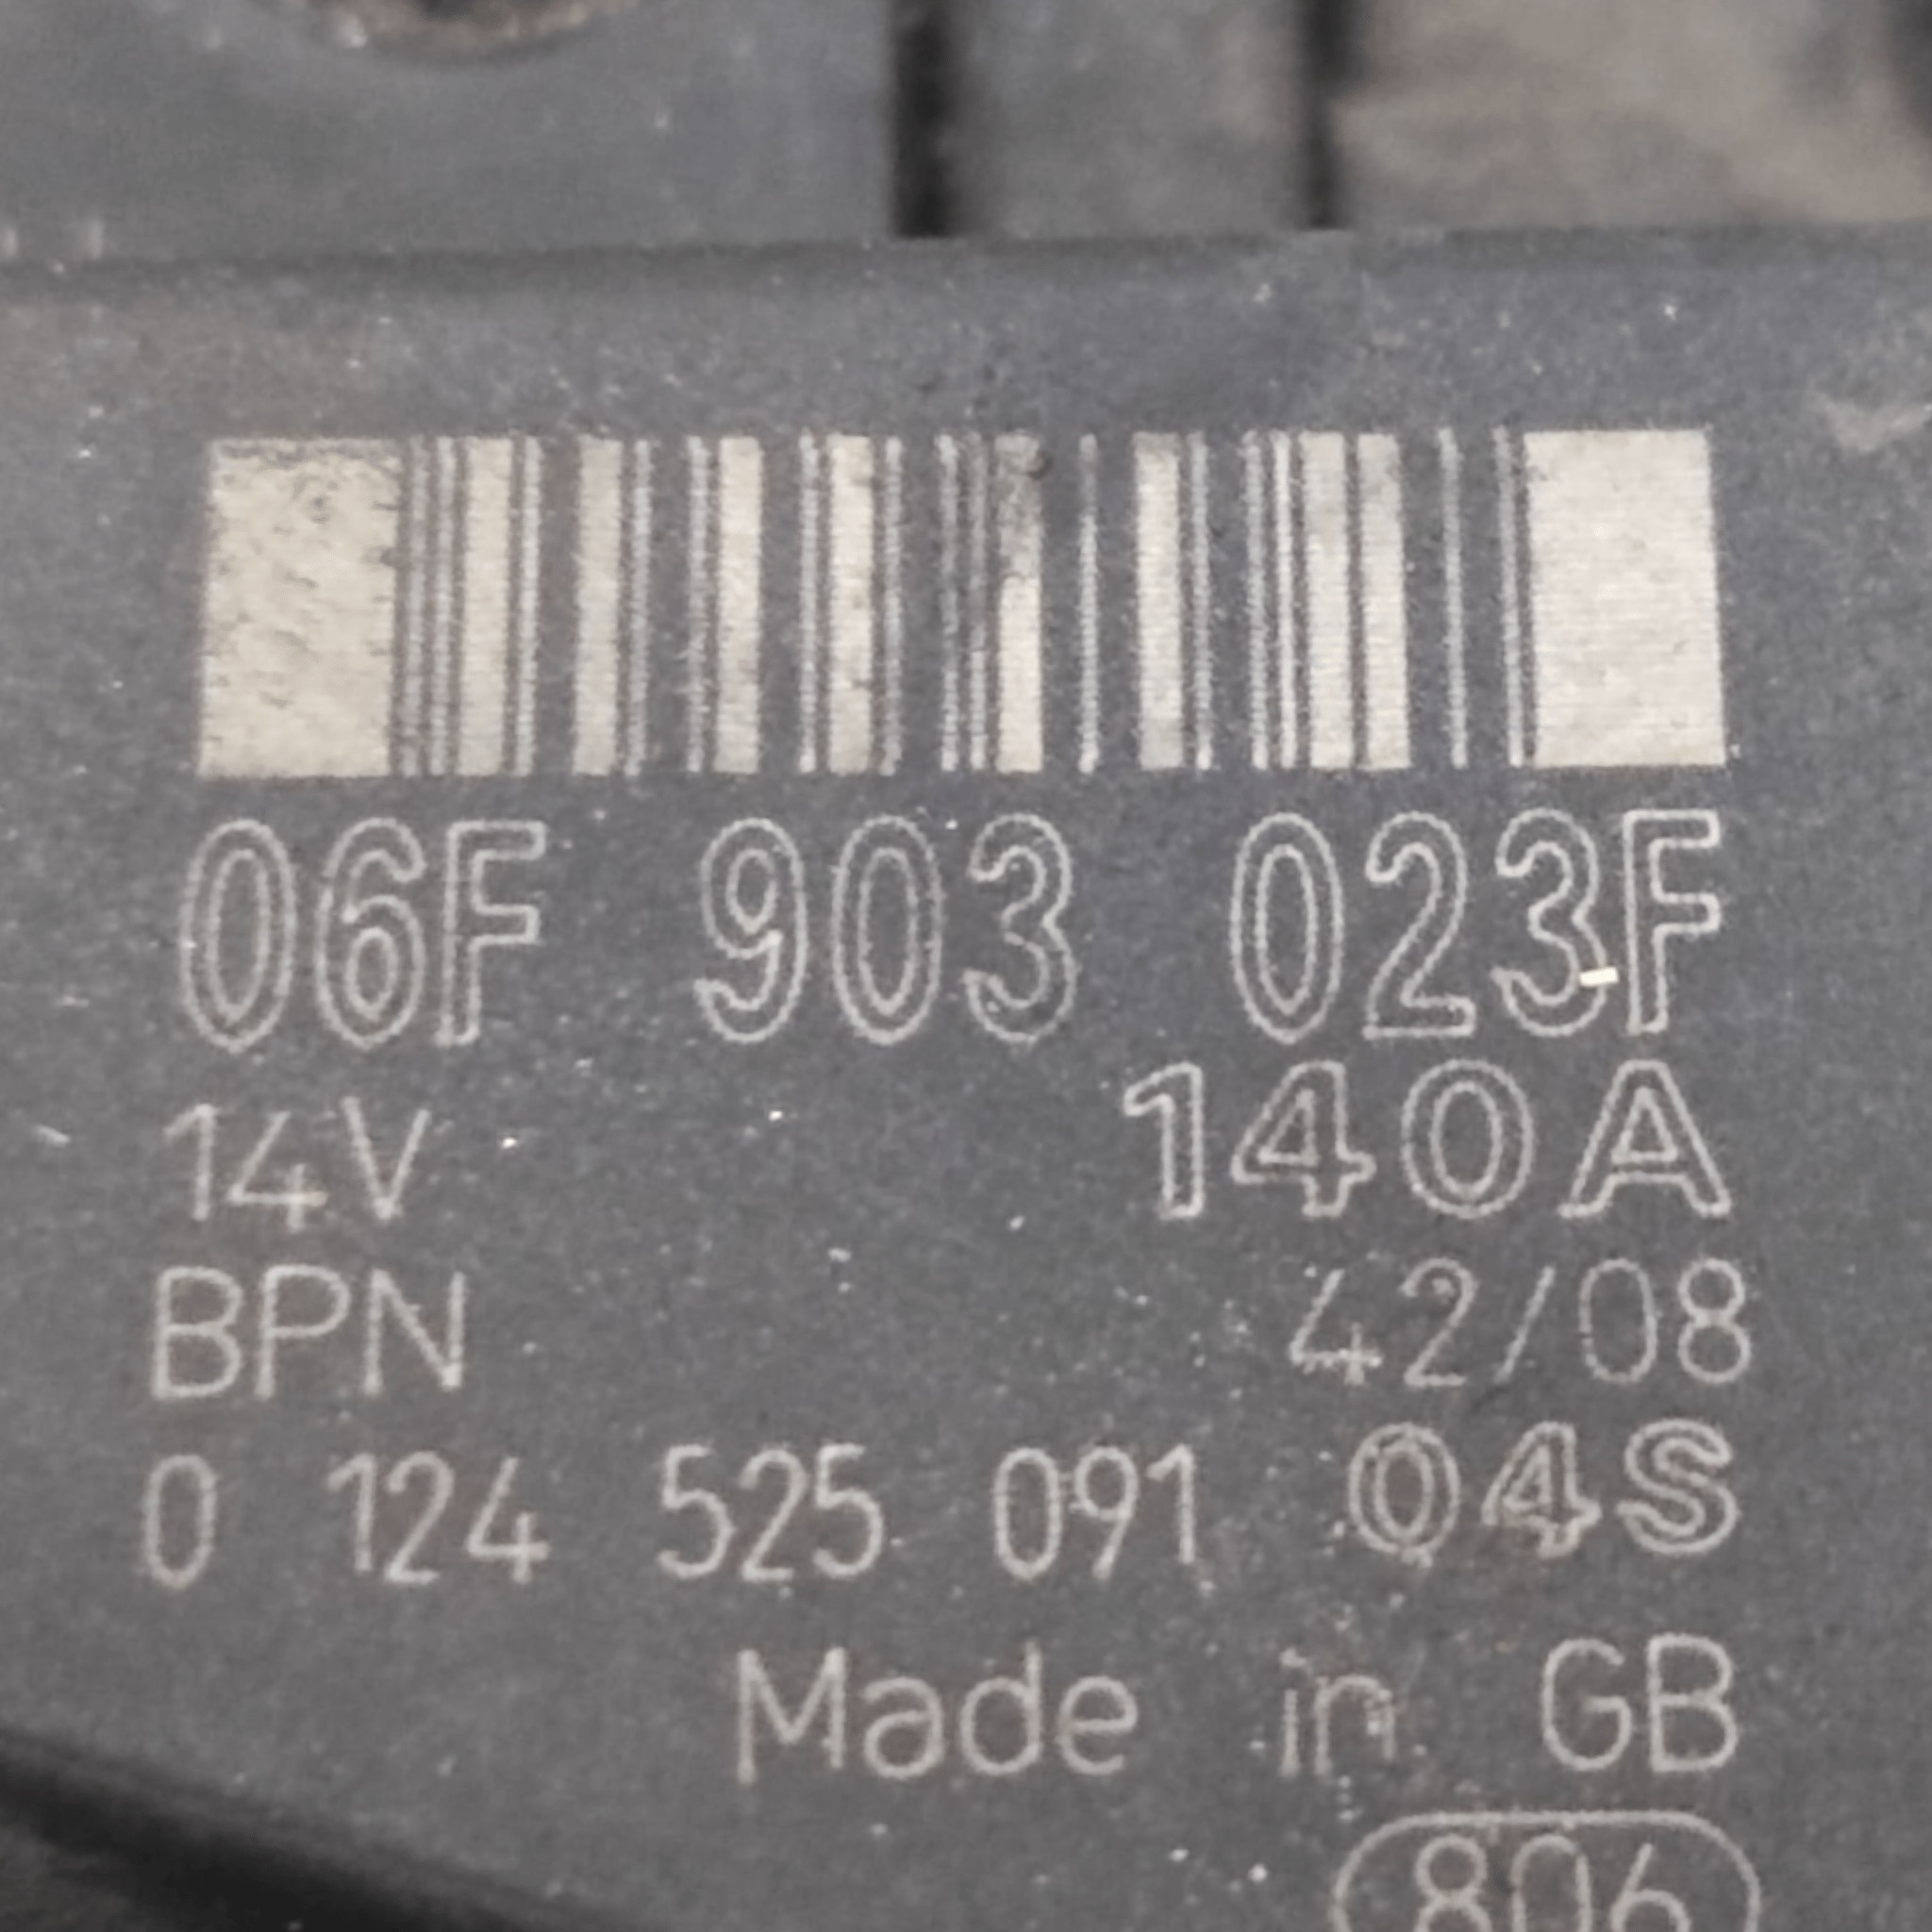 06F 903 023F
14V 140A
BPN 42/08
0 124 525 091 04S
Made in GB
806